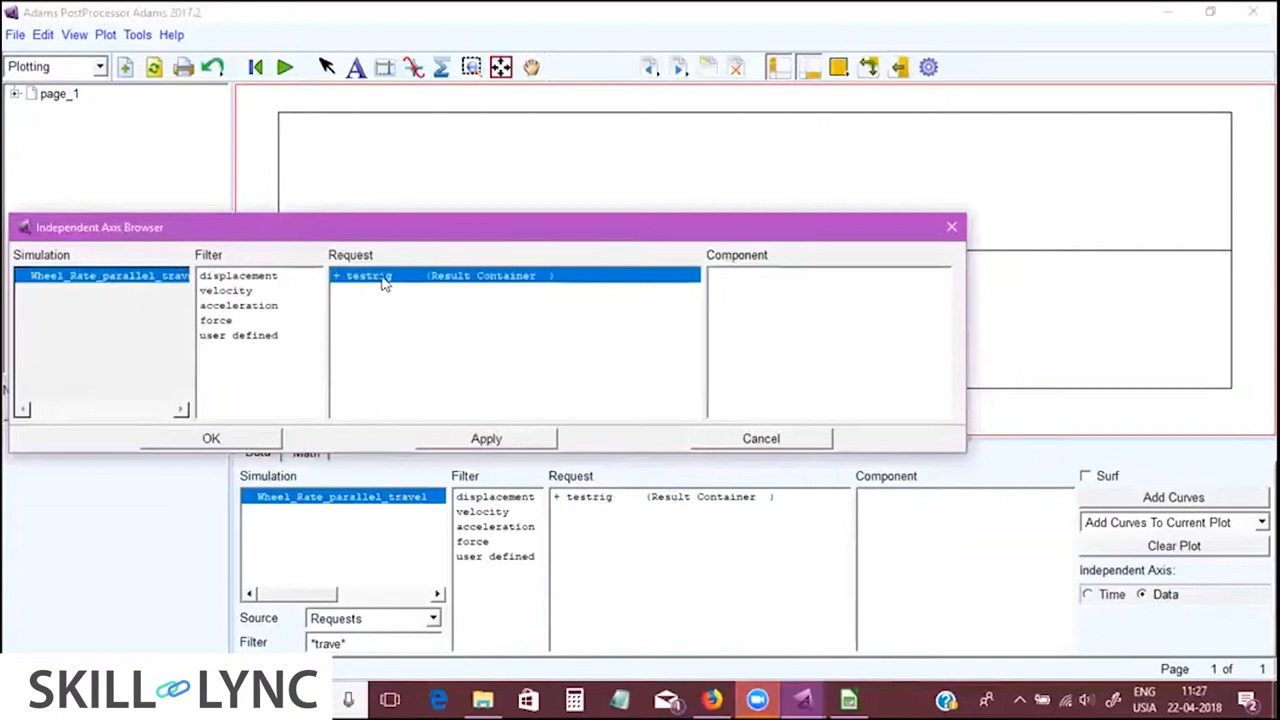 Adams PostProcessor Adams 2017.2
File Edit View Plot Tools Help
Plotting
page_1
Independent Axis Browser
Simulation Filter Request Component
Wheel_Rate_parallel_trav displacement + testrig (Result Container )
velocity
acceleration
force
user defined
OK Apply Cancel
Data Math
Simulation Filter Request Component Surf
Wheel_Rate_parallel_travel displacement + testrig (Result Container ) Add Curves
velocity
acceleration Add Curves To Current Plot
force Clear Plot
user defined
Independent Axis:
Time Data
Source Requests
Filter *trave*
Page 1 of 1
SKILL LYNC
ENG 11:27
USIA 22-04-2018